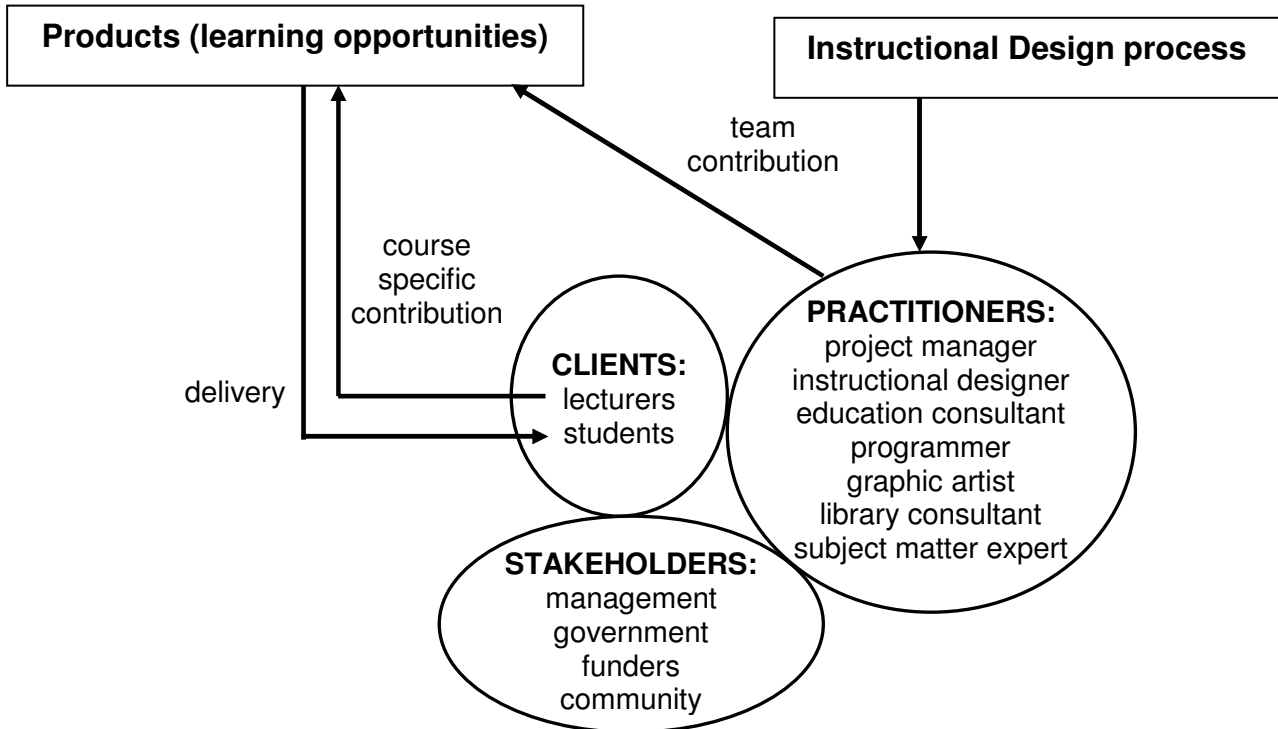 Products (learning opportunities)
Instructional Design process
team
contribution
course
specific
contribution
delivery
CLIENTS:
lecturers
students
PRACTITIONERS:
project manager
instructional designer
education consultant
programmer
graphic artist
library consultant
subject matter expert
STAKEHOLDERS:
management
government
funders
community